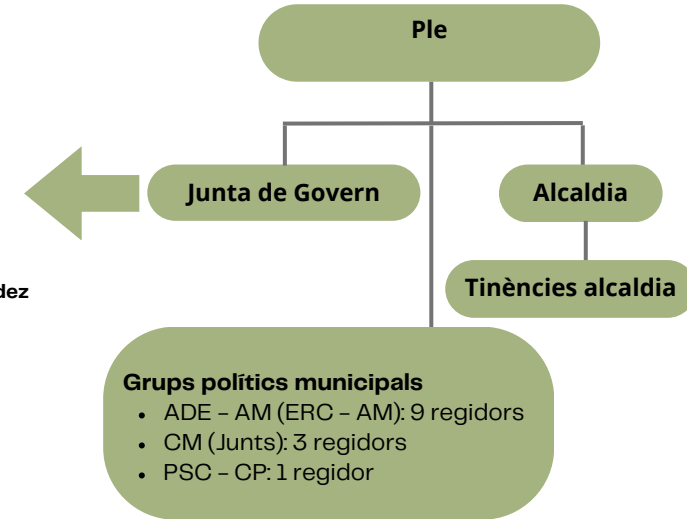 Ple
Junta de Govern
Alcaldia
Tinències alcaldia
dez
Grups polítics municipals
• ADE – AM (ERC – AM): 9 regidors
• CM (Junts): 3 regidors
• PSC – CP: 1 regidor